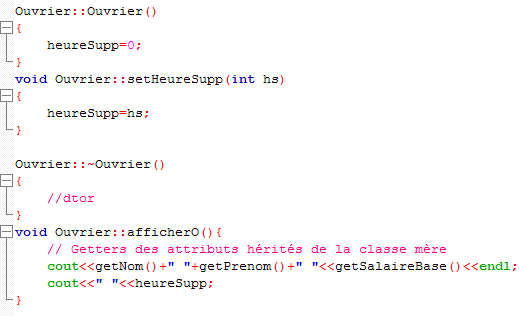 Ouvrier::Ouvrier()
{
heureSupp=0;
}
void Ouvrier::setHeureSupp(int hs)
{
heureSupp=hs;
}
Ouvrier::~Ouvrier()
{
//dtor
}
void Ouvrier::afficherO(){
// Getters des attributs hérités de la classe mère
cout<<getNom()+" "+getPrenom()+" "<<getSalaireBase()<<endl;
cout<<" "<<heureSupp;
}